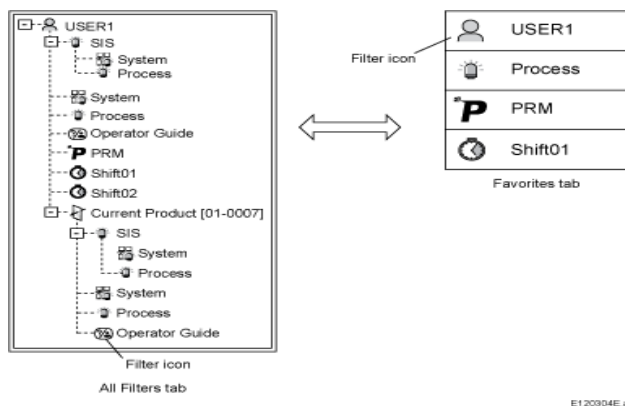 USER1
SIS
System
Process
System
Process
Operator Guide
PRM
Shift01
Shift02
Current Product [01-0007]
SIS
System
Process
System
Process
Operator Guide
Filter icon
All Filters tab
Filter icon
USER1
Process
P PRM
Shift01
Favorites tab